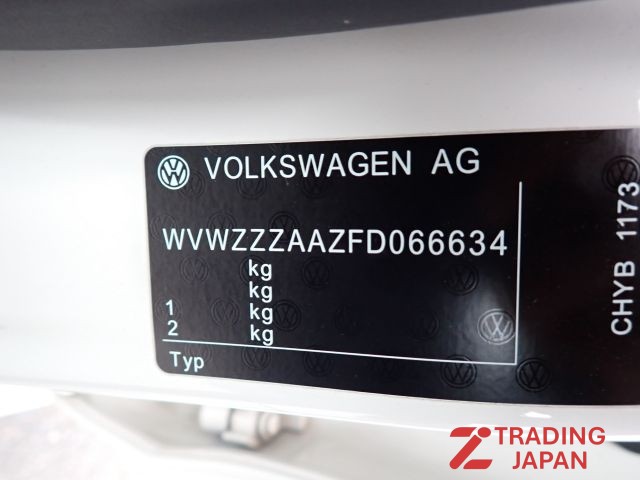 VOLKSWAGEN AG
WVWZZZAAZFD066634
kg
kg
1 kg
2 kg
Typ
CHYB 1173
TRADING
JAPAN